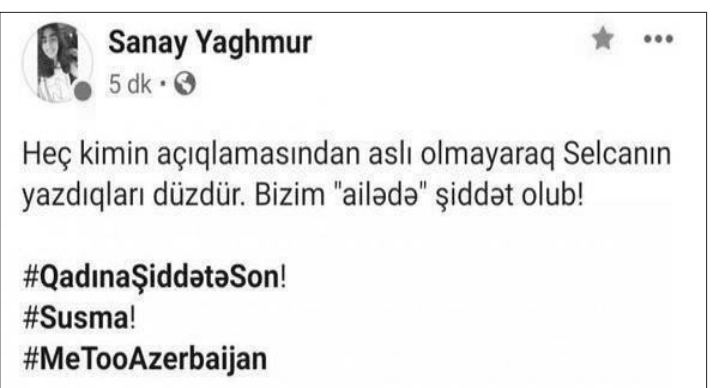 Sanay Yaghmur
5 dk ·
Heç kimin açıqlamasından aslı olmayaraq Selcanın
yazdıqları düzdür. Bizim "ailədə" şiddət olub!
#QadınaŞiddətəSon!
#Susma!
#MeTooAzerbaijan